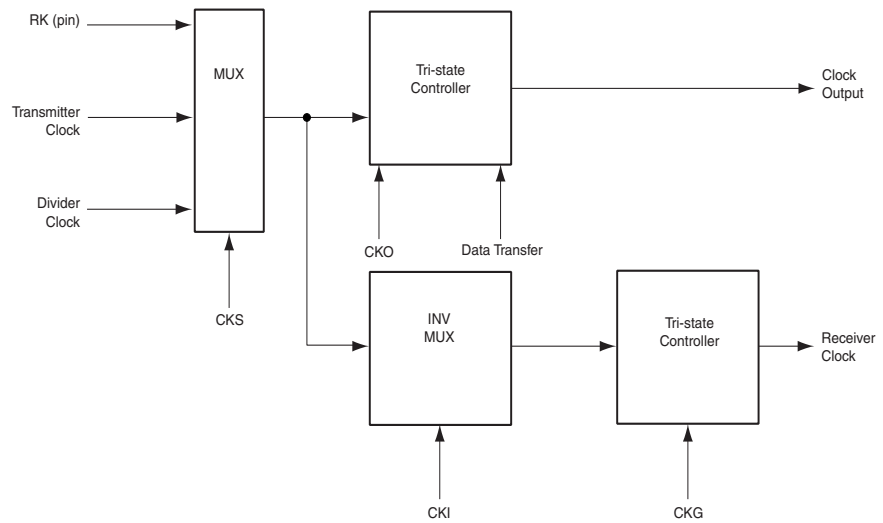 RK (pin)
MUX
Tri-state
Controller
Clock
Output
Transmitter
Clock
Divider
Clock
CKO
Data Transfer
CKS
INV
MUX
Tri-state
Controller
Receiver
Clock
CKI
CKG